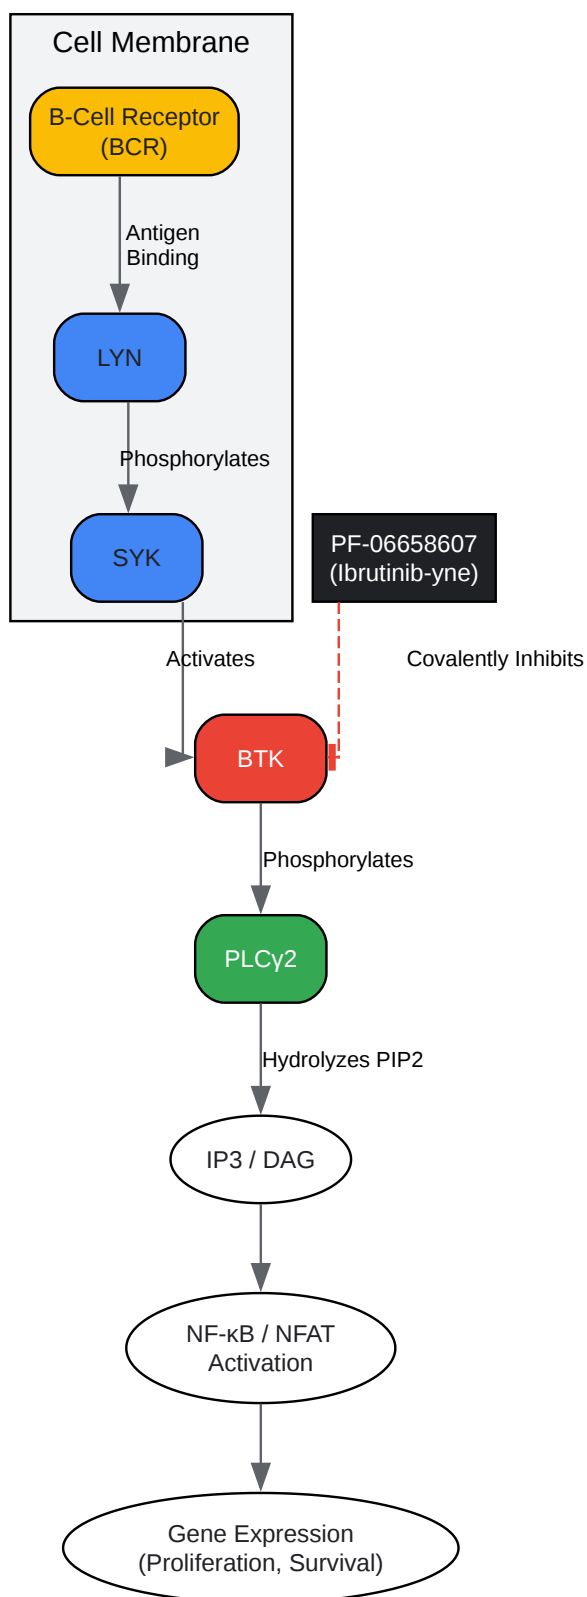 Cell Membrane
B-Cell Receptor
(BCR)
Antigen
Binding
LYN
Phosphorylates
SYK
PF-06658607
(Ibrutinib-yne)
Activates
Covalently Inhibits
BTK
Phosphorylates
PLCγ2
Hydrolyzes PIP2
IP3 / DAG
NF-κB / NFAT
Activation
Gene Expression
(Proliferation, Survival)